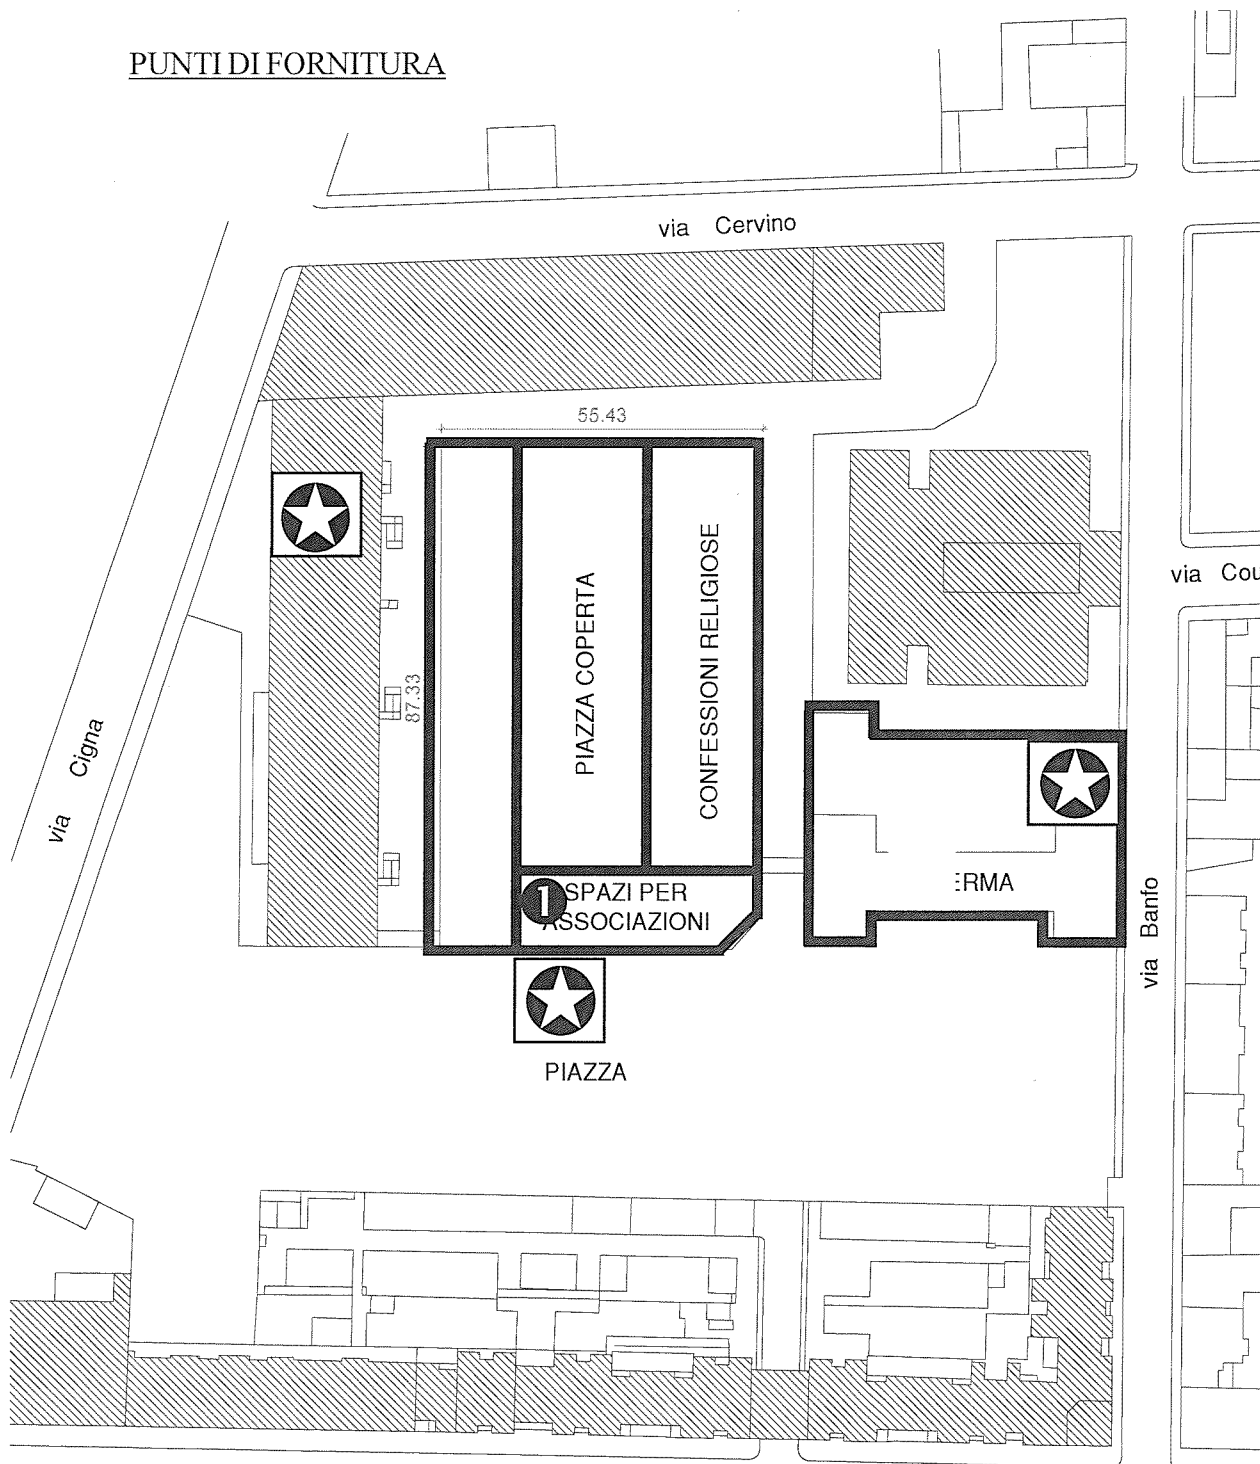 PUNTI DI FORNITURA
via Cervino
55.43
PIAZZA COPERTA
CONFESSIONI RELIGIOSE
87.33
via Cigna
via Cou
1
SPAZI PER
ASSOCIAZIONI
ERMA
via Banfo
PIAZZA